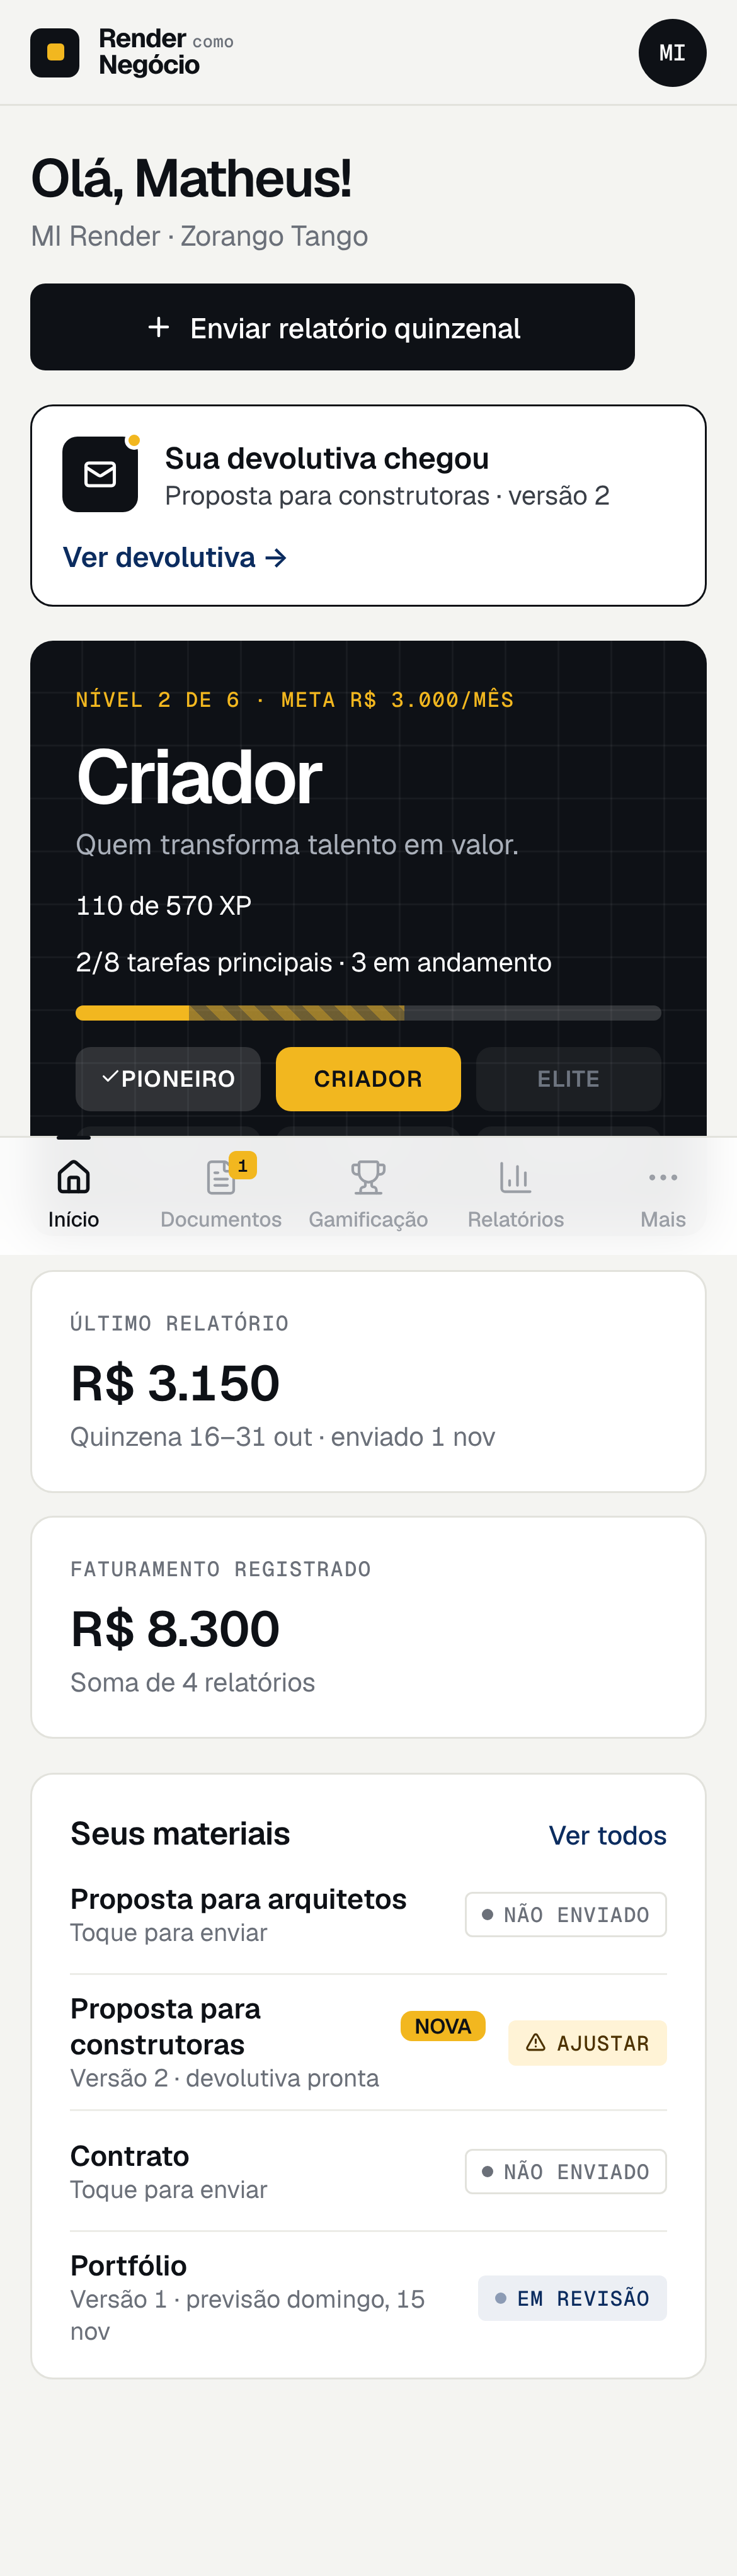 Render como
Negócio
MI
Olá, Matheus!
MI Render · Zorango Tango
+ Enviar relatório quinzenal
Sua devolutiva chegou
Proposta para construtoras · versão 2
Ver devolutiva →
NÍVEL 2 DE 6 · META R$ 3.000/MÊS
Criador
Quem transforma talento em valor.
110 de 570 XP
2/8 tarefas principais · 3 em andamento
✓PIONEIRO
CRIADOR
ELITE
1
Início
Documentos
Gamificação
Relatórios
Mais
ÚLTIMO RELATÓRIO
R$ 3.150
Quinzena 16–31 out · enviado 1 nov
FATURAMENTO REGISTRADO
R$ 8.300
Soma de 4 relatórios
Seus materiais
Ver todos
Proposta para arquitetos
Toque para enviar
NÃO ENVIADO
Proposta para
construtoras
NOVA
Versão 2 · devolutiva pronta
AJUSTAR
Contrato
Toque para enviar
NÃO ENVIADO
Portfólio
Versão 1 · previsão domingo, 15
nov
EM REVISÃO